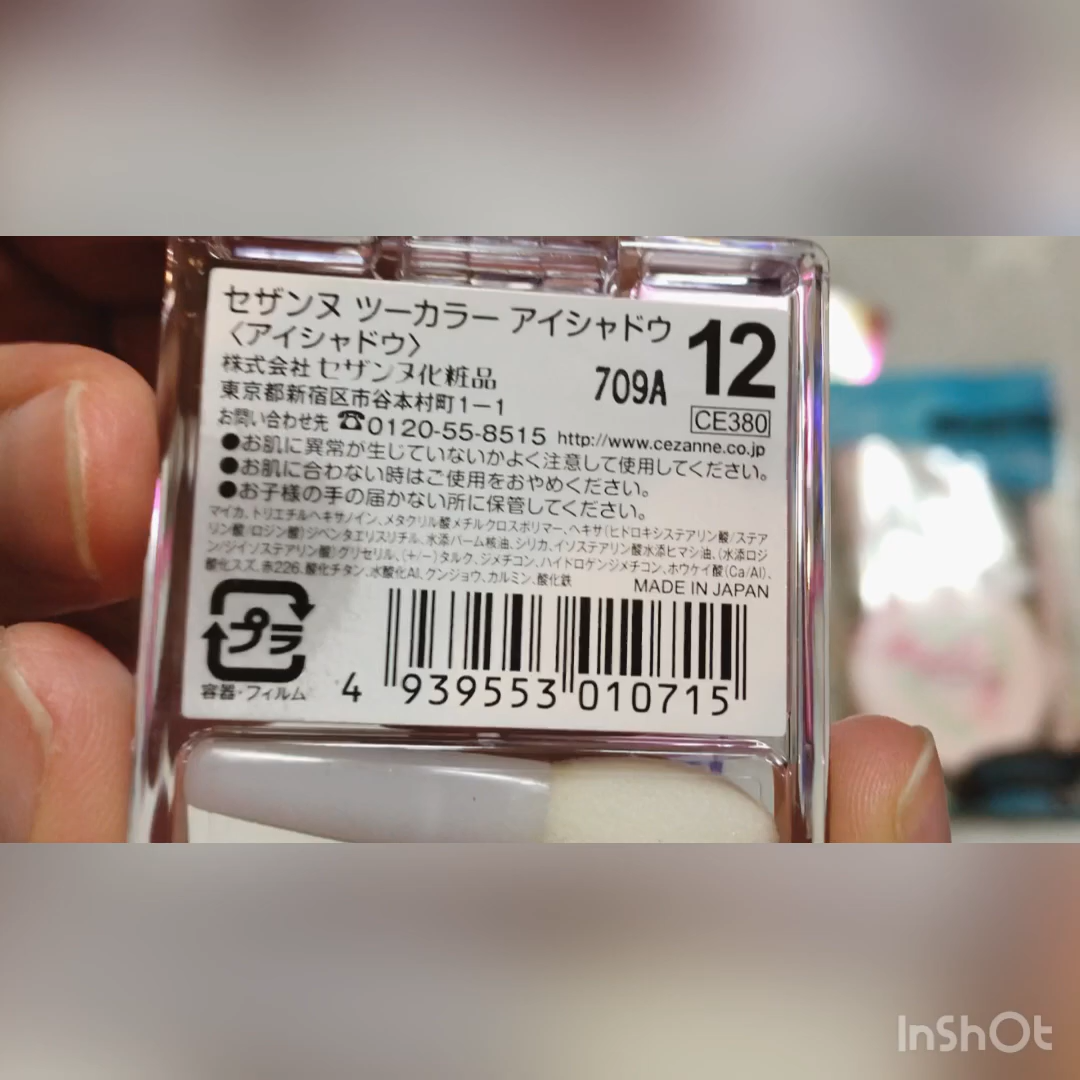 セザンヌ ツーカラー アイシャドウ
〈アイシャドウ〉
12
株式会社 セザンヌ化粧品
709A
東京都新宿区市谷本村町1-1
CE380
お問い合わせ先 ☎0120-55-8515 http://www.cezanne.co.jp
●お肌に異常が生じていないかよく注意して使用してください。
●お肌に合わない時はご使用をおやめください。
●お子様の手の届かない所に保管してください。
マイカ、トリエチルヘキサノイン、メタクリル酸メチルクロスポリマー、ヘキサ(ヒドロキシステアリン酸/ステア
リン酸/ロジン酸)ジペンタエリスリチル、水添パーム核油、シリカ、イソステアリン酸水添ヒマシ油、(水添ロジ
ン/ジイソステアリン酸)グリセリル、(+/-)タルク、ジメチコン、ハイドロゲンジメチコン、ホウケイ酸(Ca/Al)、
酸化スズ、赤226、酸化チタン、水酸化Al、グンジョウ、カルミン、酸化鉄
MADE IN JAPAN
プラ
容器・フィルム
4 939553 010715
InShOt